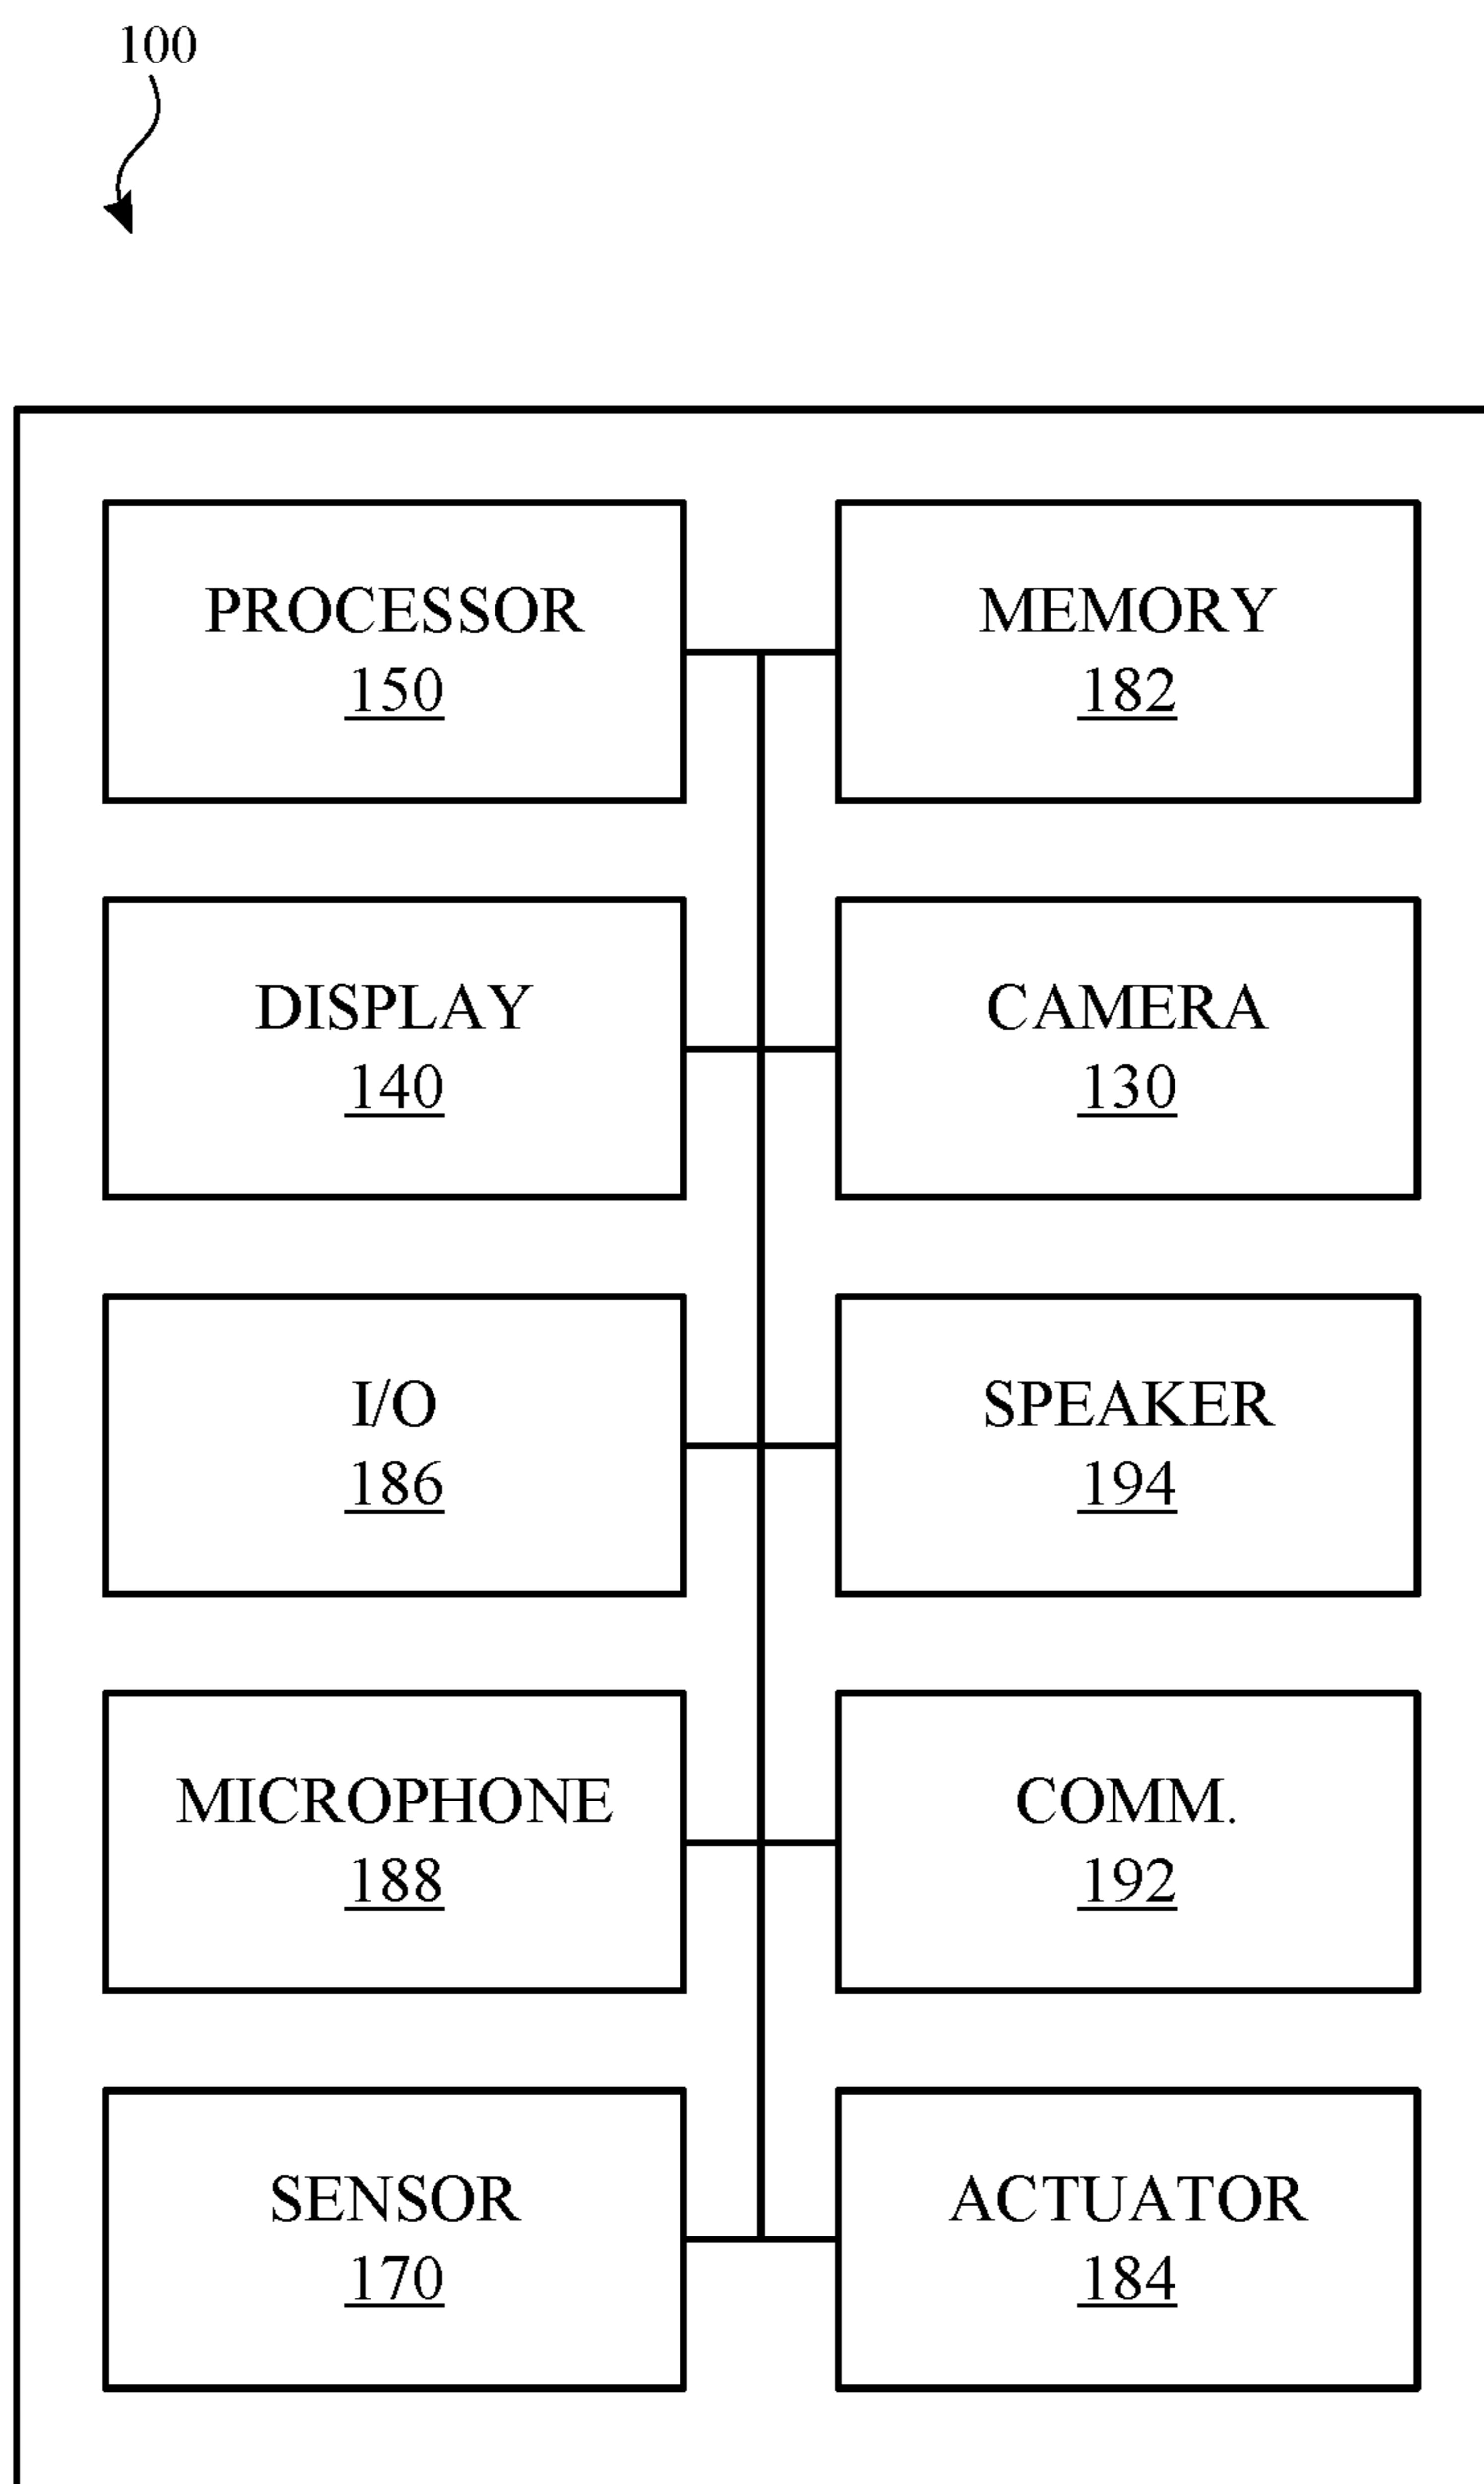 100
PROCESSOR
150
MEMORY
182
DISPLAY
140
CAMERA
130
I/O
186
SPEAKER
194
MICROPHONE
188
COMM.
192
SENSOR
170
ACTUATOR
184